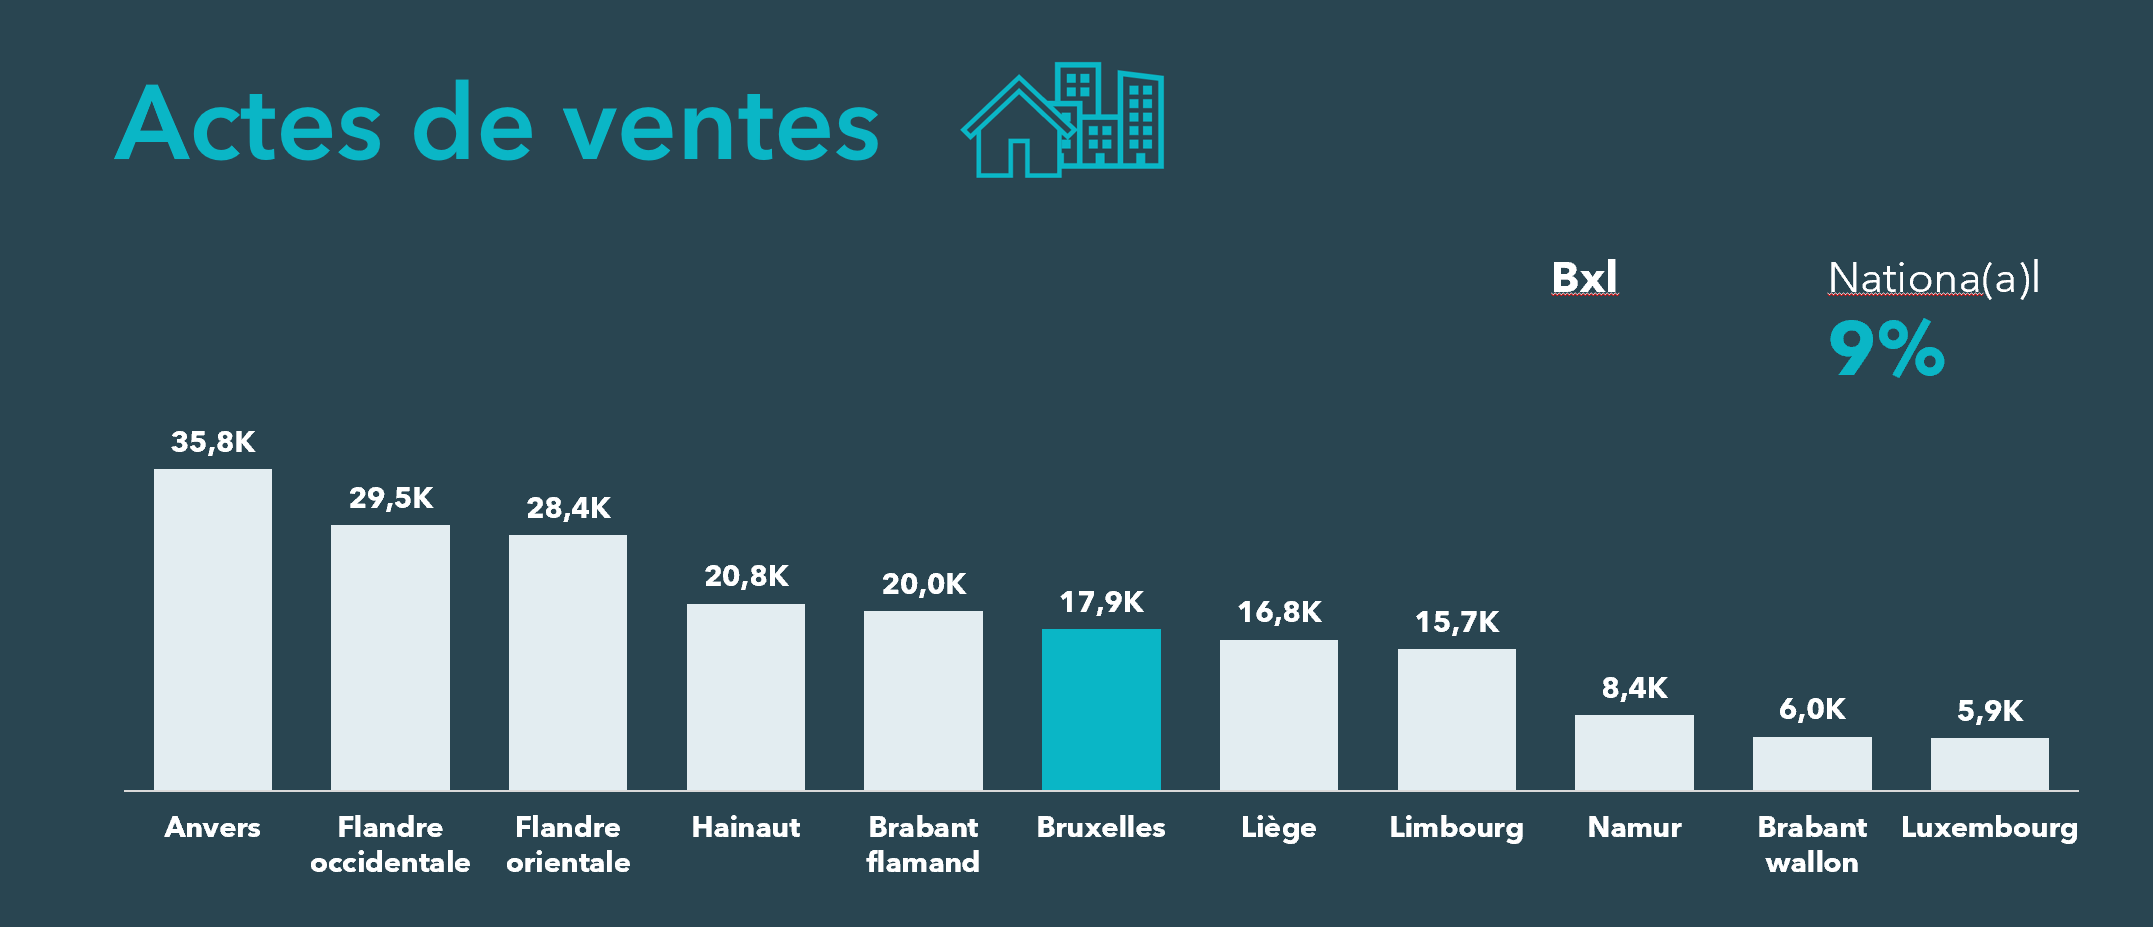 Actes de ventes
Bxl
Nationa(a)l
9%
35,8K
29,5K
28,4K
20,8K
20,0K
17,9K
16,8K
15,7K
8,4K
6,0K
5,9K
Anvers
Flandre
occidentale
Flandre
orientale
Hainaut
Brabant
flamand
Bruxelles
Liège
Limbourg
Namur
Brabant
wallon
Luxembourg